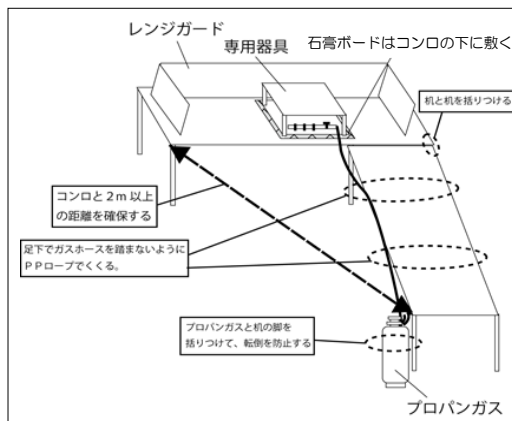 レンジガード
専用器具
石膏ボードはコンロの下に敷く
机と机を括りつける
コンロと２ｍ以上
の距離を確保する
足下でガスホースを踏まないように
ＰＰロープでくくる。
プロパンガスと机の脚を
括りつけて、転倒を防止する
プロパンガス